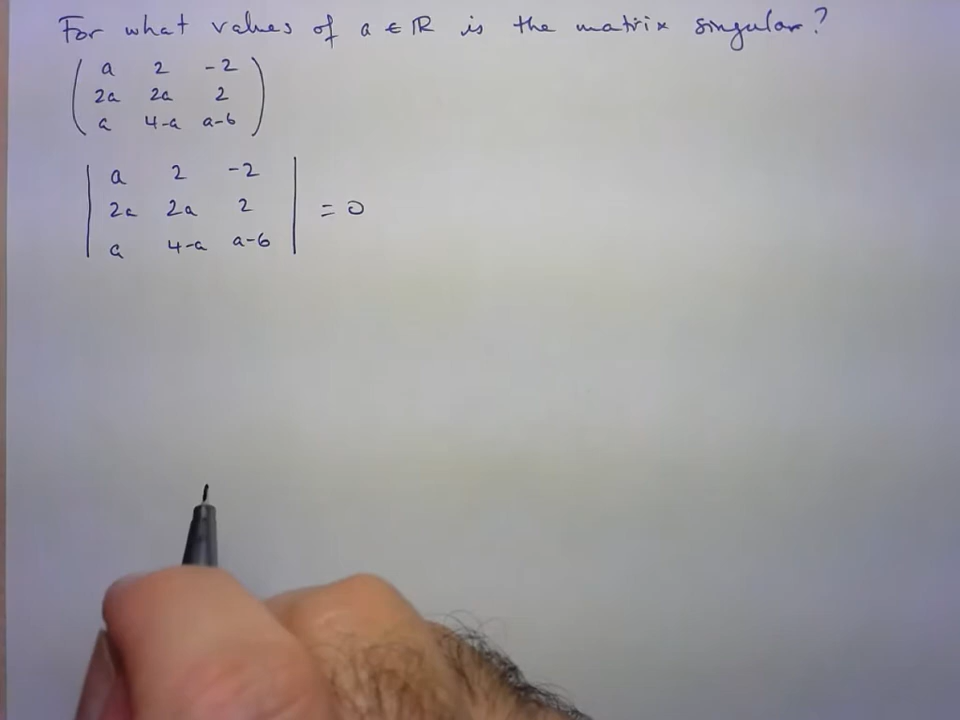 For what values of a ∈ ℝ is the matrix singular?
a 2 -2
2a 2a 2
a 4-a a-6
a 2 -2
2a 2a 2 = 0
a 4-a a-6